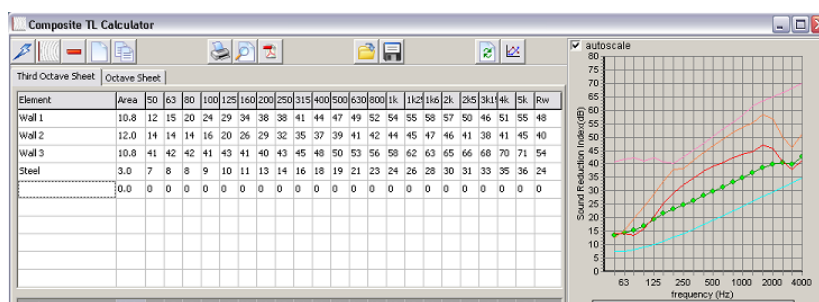 Composite TL Calculator
Third Octave Sheet Octave Sheet
Element Area 50 63 80 100 125 160 200 250 315 400 500 630 800 1k 1k2 1k6 2k 2k5 3k1 4k 5k Rw
Wall 1 10.8 12 15 20 24 29 34 38 38 41 44 47 49 52 54 55 58 57 50 46 51 55 48
Wall 2 12.0 14 14 14 16 20 26 29 32 35 37 39 41 42 44 45 47 46 41 38 41 45 40
Wall 3 10.8 41 42 42 41 43 41 40 43 45 48 50 53 56 58 62 63 65 66 68 70 71 54
Steel 3.0 7 8 8 9 10 11 13 14 16 18 19 21 23 24 26 28 30 31 33 35 36 24
0.0 0 0 0 0 0 0 0 0 0 0 0 0 0 0 0 0 0 0 0 0 0 0
autoscale
Sound Reduction Index(dB)
80
75
70
65
60
55
50
45
40
35
30
25
20
15
10
5
0
63 125 250 500 1000 2000 4000
frequency (Hz)